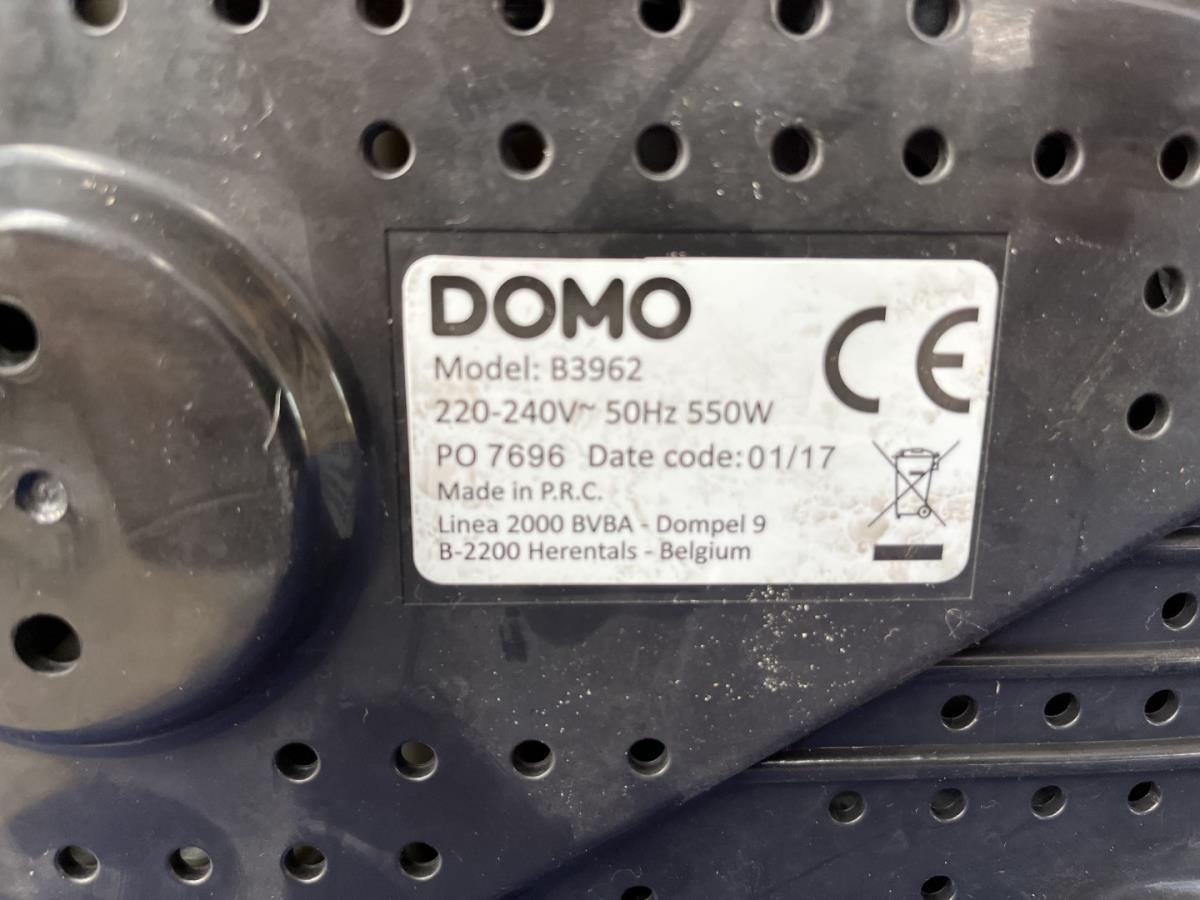 DOMO
CE
Model: B3962
220-240V~ 50Hz 550W
PO 7696 Date code: 01/17
Made in P.R.C.
Linea 2000 BVBA - Dompel 9
B-2200 Herentals - Belgium